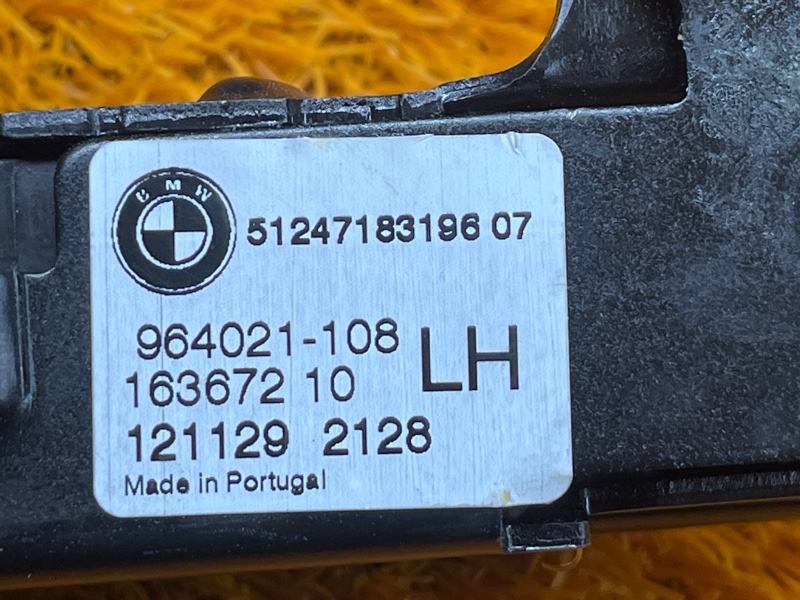 BMW
51247183196 07
964021-108
LH
163672 10
121129 2128
Made in Portugal